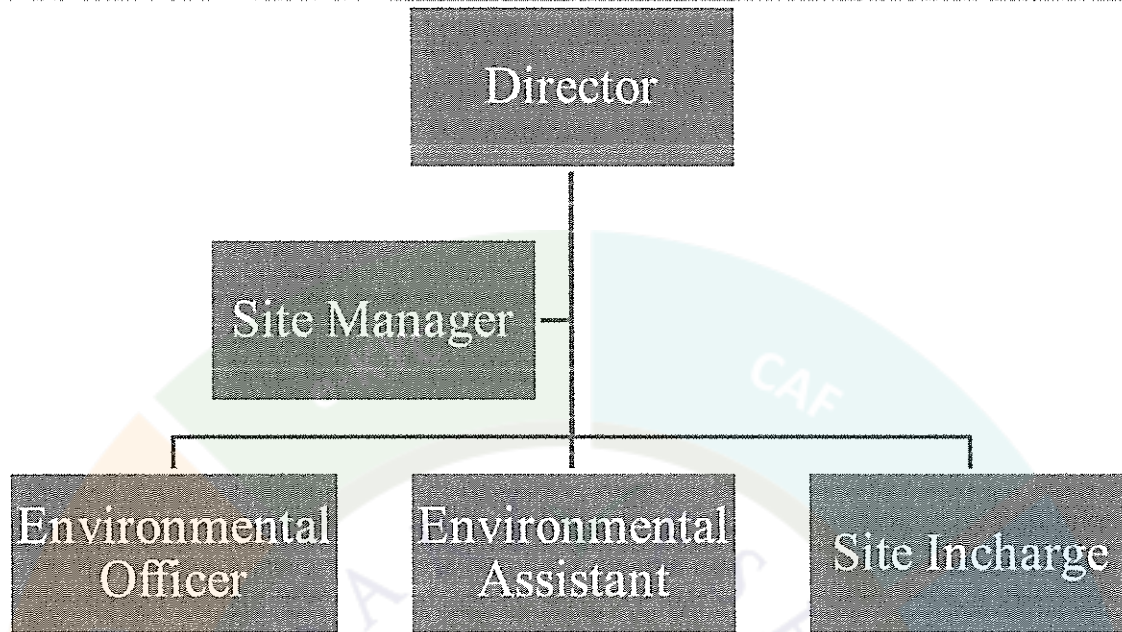 Director
Site Manager
CAF
Environmental
Officer
Environmental
Assistant
Site Incharge